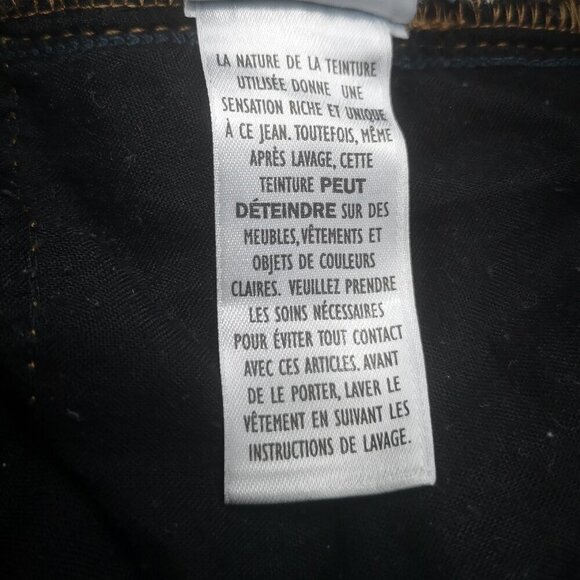 LA NATURE DE LA TEINTURE
UTILISÉE DONNE UNE
SENSATION RICHE ET UNIQUE
À CE JEAN. TOUTEFOIS, MÊME
APRÈS LAVAGE, CETTE
TEINTURE PEUT
DÉTEINDRE SUR DES
MEUBLES, VÊTEMENTS ET
OBJETS DE COULEURS
CLAIRES. VEUILLEZ PRENDRE
LES SOINS NÉCESSAIRES
POUR ÉVITER TOUT CONTACT
AVEC CES ARTICLES. AVANT
DE LE PORTER, LAVER LE
VÊTEMENT EN SUIVANT LES
INSTRUCTIONS DE LAVAGE.